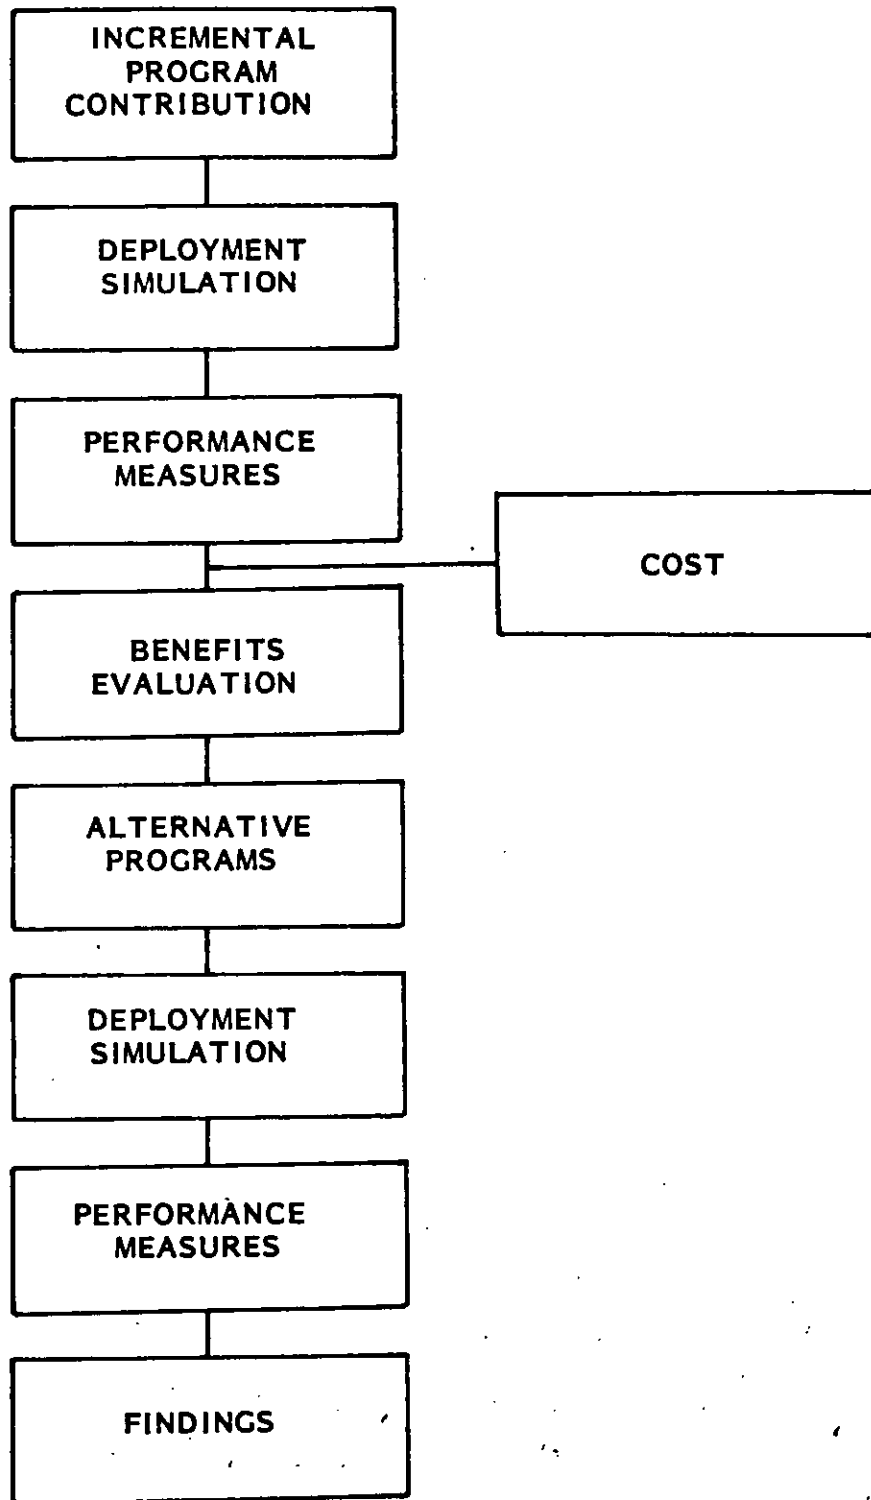 INCREMENTAL
PROGRAM
CONTRIBUTION
DEPLOYMENT
SIMULATION
PERFORMANCE
MEASURES
COST
BENEFITS
EVALUATION
ALTERNATIVE
PROGRAMS
DEPLOYMENT
SIMULATION
PERFORMANCE
MEASURES
FINDINGS